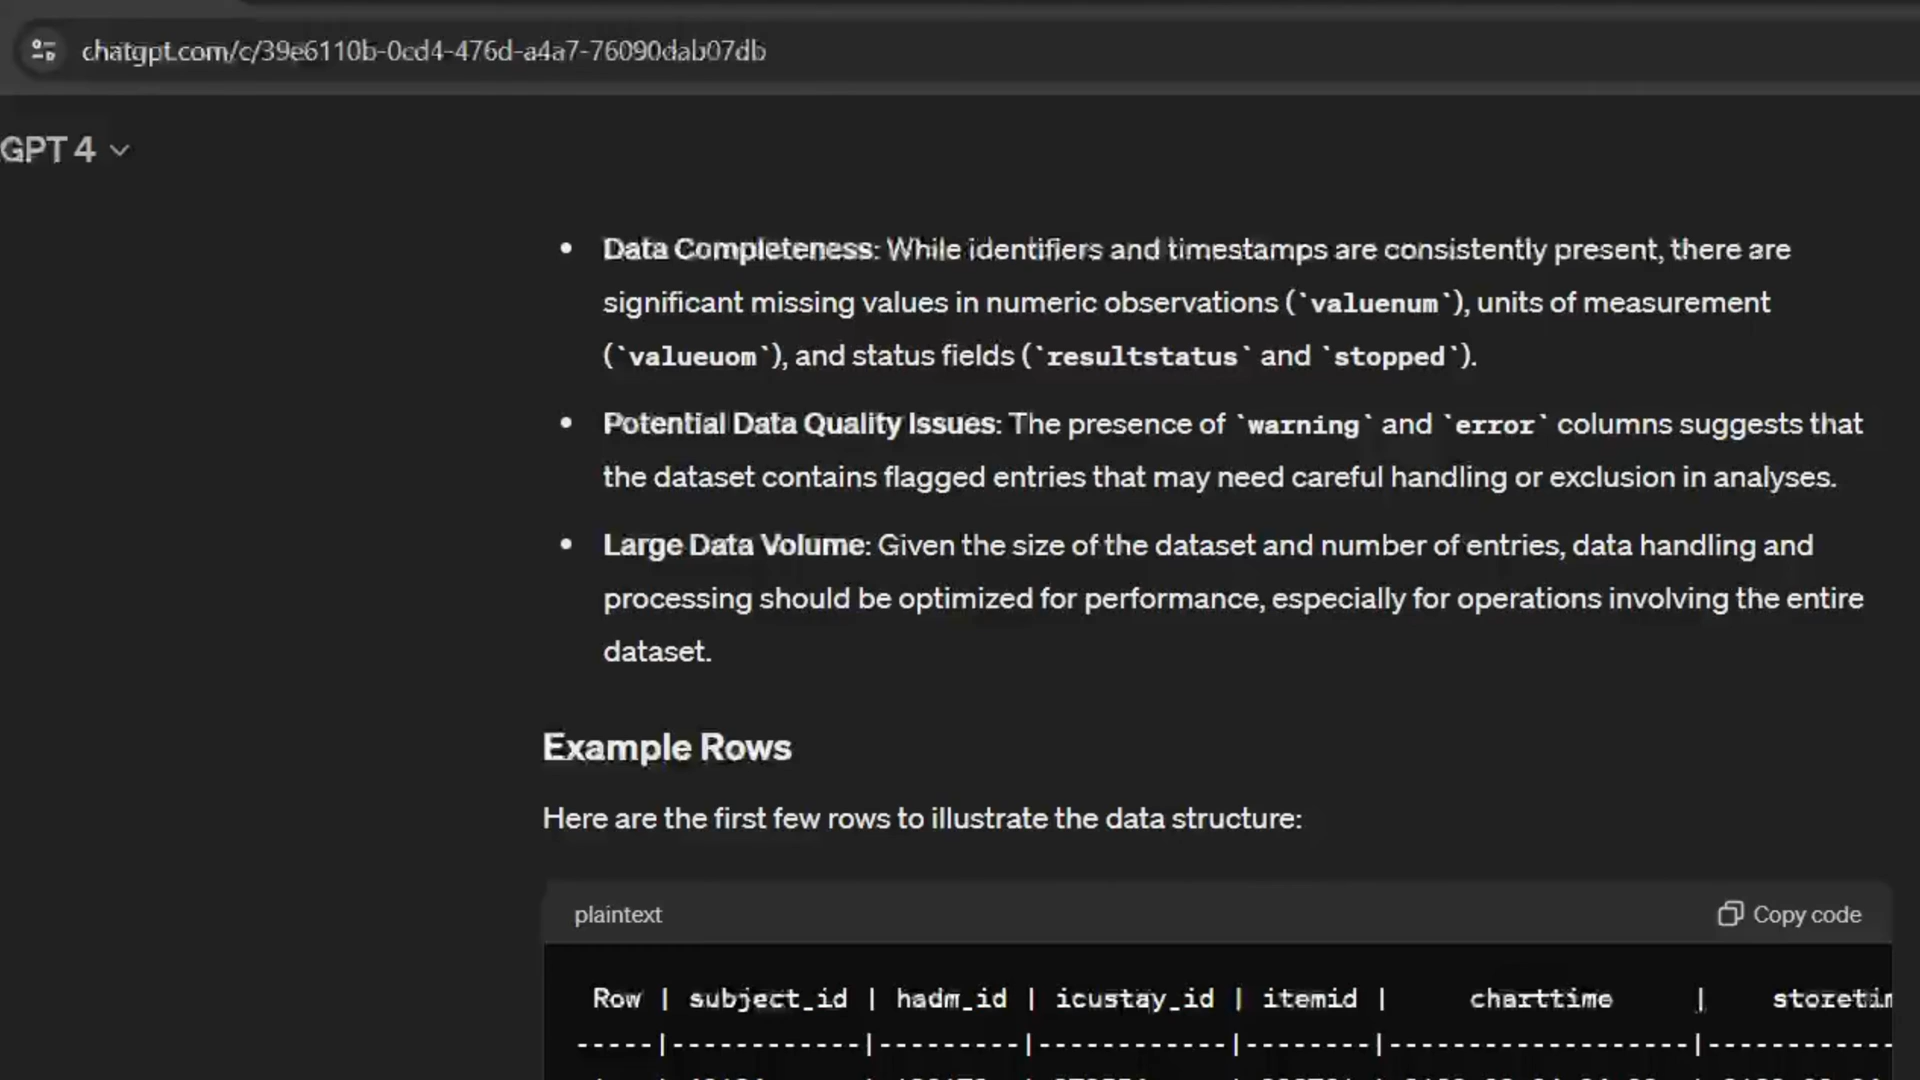 chatgpt.com/c/39e6110b-0cd4-476d-a4a7-76090dab07db
GPT 4
• Data Completeness: While identifiers and timestamps are consistently present, there are
significant missing values in numeric observations (`valuenum`), units of measurement
(`valueuom`), and status fields (`resultstatus` and `stopped`).
• Potential Data Quality Issues: The presence of `warning` and `error` columns suggests that
the dataset contains flagged entries that may need careful handling or exclusion in analyses.
• Large Data Volume: Given the size of the dataset and number of entries, data handling and
processing should be optimized for performance, especially for operations involving the entire
dataset.
Example Rows
Here are the first few rows to illustrate the data structure:
plaintext Copy code
Row | subject_id | hadm_id | icustay_id | itemid | charttime | storetim
-----|------------|---------|------------|--------|-------------------|------------